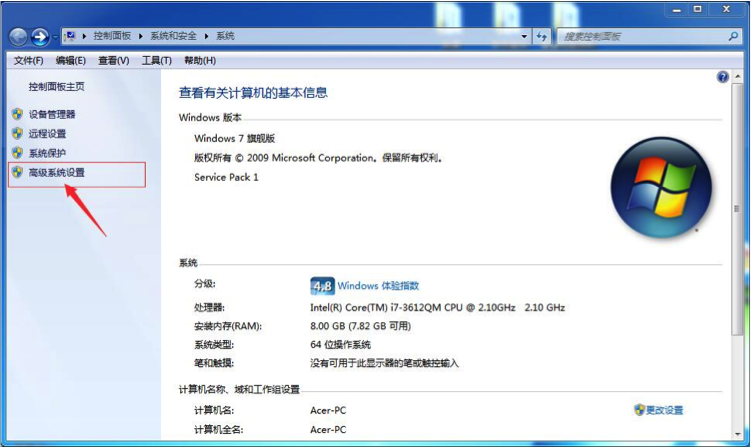 控制面板 系统和安全 系统
搜索控制面板
文件(F) 编辑(E) 查看(V) 工具(T) 帮助(H)
控制面板主页
设备管理器
远程设置
系统保护
高级系统设置
查看有关计算机的基本信息
Windows 版本
Windows 7 旗舰版
版权所有 © 2009 Microsoft Corporation。保留所有权利。
Service Pack 1
系统
分级: 4.8 Windows 体验指数
处理器: Intel(R) Core(TM) i7-3612QM CPU @ 2.10GHz 2.10 GHz
安装内存(RAM): 8.00 GB (7.82 GB 可用)
系统类型: 64 位操作系统
笔和触摸: 没有可用于此显示器的笔或触控输入
计算机名称、域和工作组设置
计算机名: Acer-PC 更改设置
计算机全名: Acer-PC